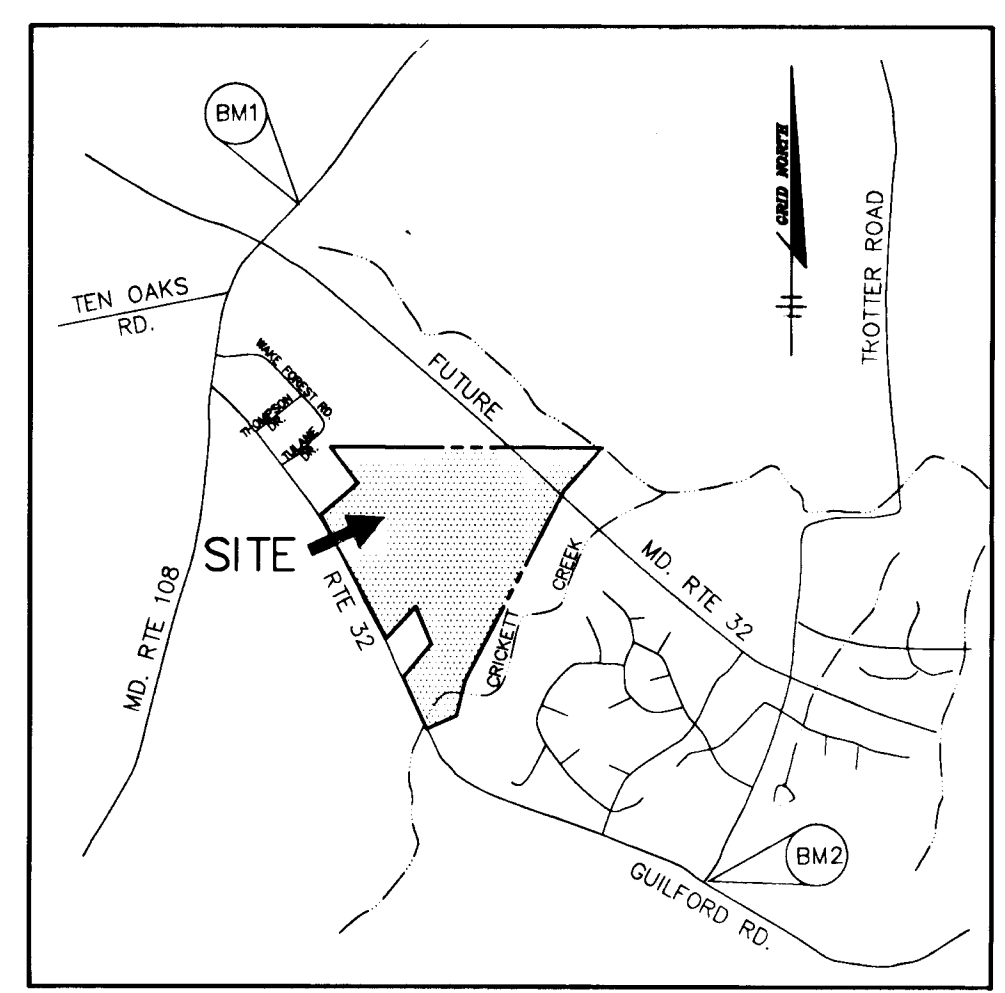 BM1
GRID NORTH
TROTTER ROAD
TEN OAKS
RD.
WAKE FOREST RD.
THOMPSON
DR.
TULANE
DR.
FUTURE
MD. RTE 32
SITE
RTE 32
MD. RTE 108
CRICKETT
CREEK
BM2
GUILFORD RD.